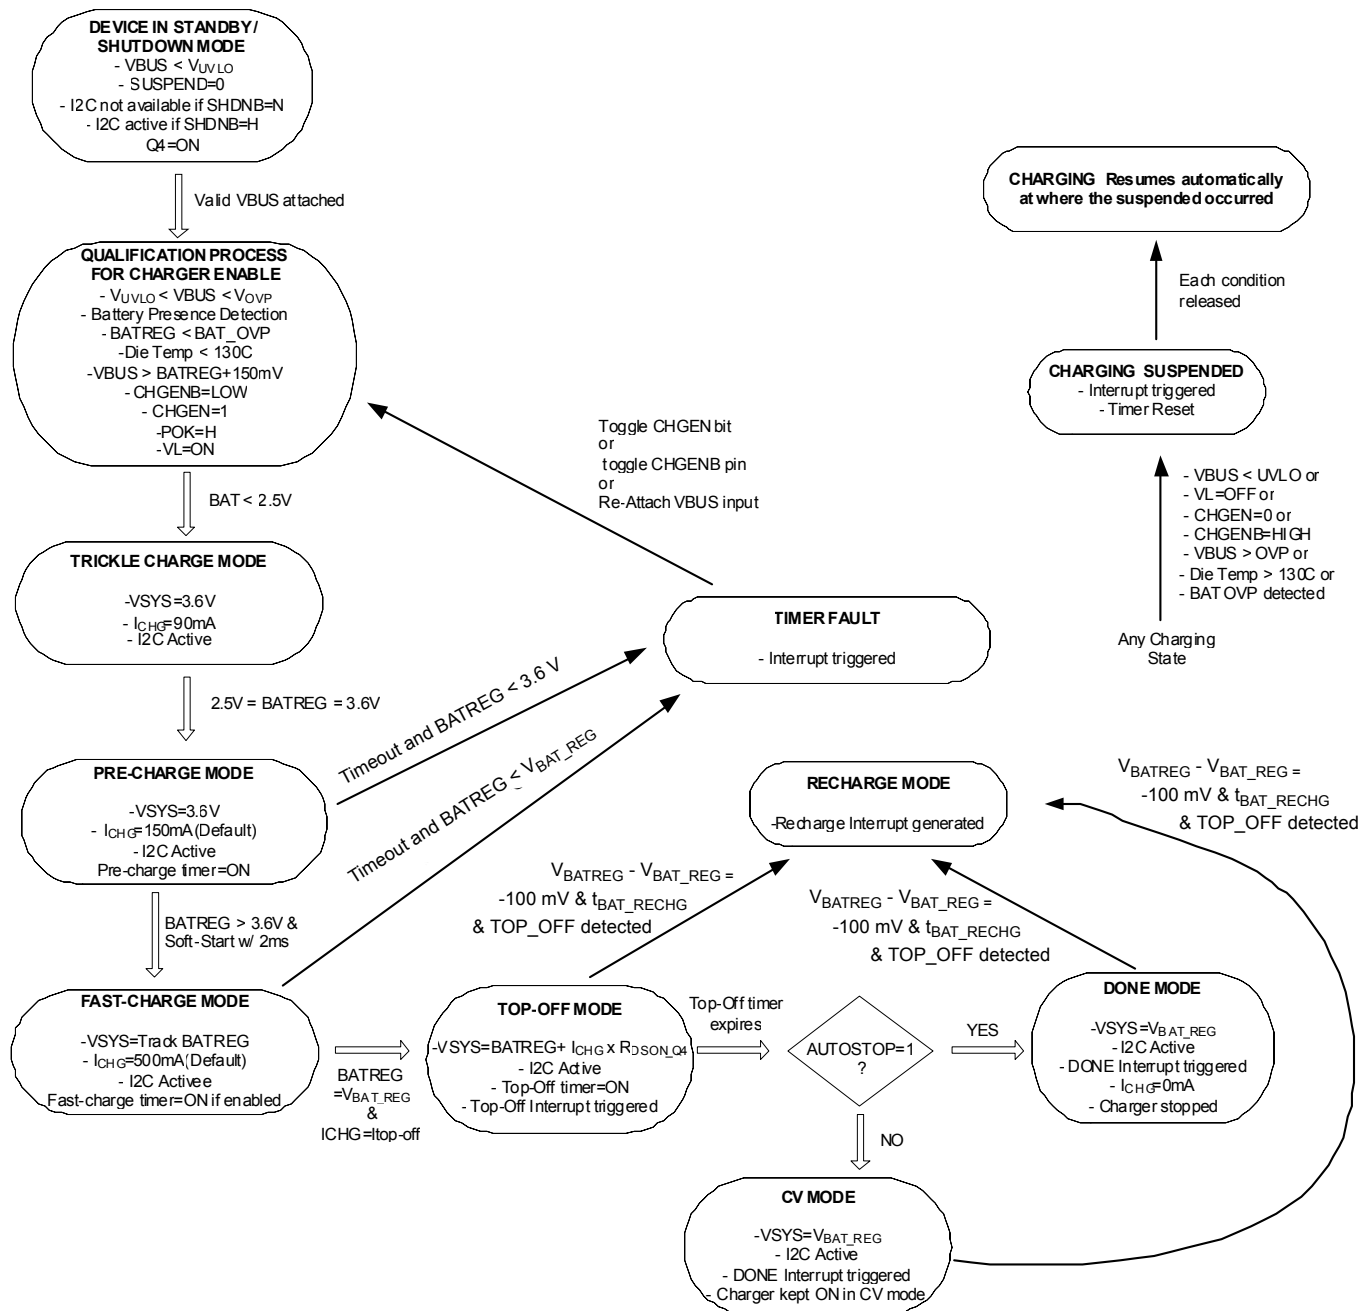 DEVICE IN STANDBY/
SHUTDOWN MODE
- VBUS < VUVLO
- SUSPEND=0
- I2C not available if SHDNB=N
- I2C active if SHDNB=H
Q4=ON
Valid VBUS attached
QUALIFICATION PROCESS
FOR CHARGER ENABLE
- VUVLO < VBUS < VOVP
- Battery Presence Detection
- BATREG < BAT_OVP
-Die Temp < 130C
-VBUS > BATREG+150mV
- CHGENB=LOW
- CHGEN=1
-POK=H
-VL=ON
BAT < 2.5V
TRICKLE CHARGE MODE
-VSYS=3.6V
- ICHG=90mA
- I2C Active
2.5V = BATREG = 3.6V
PRE-CHARGE MODE
-VSYS=3.6V
- ICHG=150mA(Default)
- I2C Active
Pre-charge timer=ON
BATREG > 3.6V &
Soft-Start w/ 2ms
FAST-CHARGE MODE
-VSYS=Track BATREG
- ICHG=500mA(Default)
- I2C Activee
Fast-charge timer=ON if enabled
BATREG
=VBAT_REG
&
ICHG=Itop-off
TOP-OFF MODE
-VSYS=BATREG+ ICHG x RDSON_Q4
- I2C Active
- Top-Off timer=ON
- Top-Off Interrupt triggered
Top-Off timer
expires
AUTOSTOP=1
?
YES
NO
DONE MODE
-VSYS=VBAT_REG
- I2C Active
- DONE Interrupt triggered
- ICHG=0mA
- Charger stopped
CV MODE
-VSYS=VBAT_REG
- I2C Active
- DONE Interrupt triggered
- Charger kept ON in CV mode
Timeout and BATREG < 3.6 V
Timeout and BATREG < VBAT_REG
TIMER FAULT
- Interrupt triggered
Toggle CHGEN bit
or
toggle CHGENB pin
or
Re-Attach VBUS input
RECHARGE MODE
-Recharge Interrupt generated
VBATREG - VBAT_REG =
-100 mV & tBAT_RECHG
& TOP_OFF detected
VBATREG - VBAT_REG =
-100 mV & tBAT_RECHG
& TOP_OFF detected
VBATREG - VBAT_REG =
-100 mV & tBAT_RECHG
& TOP_OFF detected
CHARGING Resumes automatically
at where the suspended occurred
Each condition
released
CHARGING SUSPENDED
- Interrupt triggered
- Timer Reset
- VBUS < UVLO or
- VL=OFF or
- CHGEN=0 or
- CHGENB=HIGH
- VBUS > OVP or
- Die Temp > 130C or
- BAT OVP detected
Any Charging
State